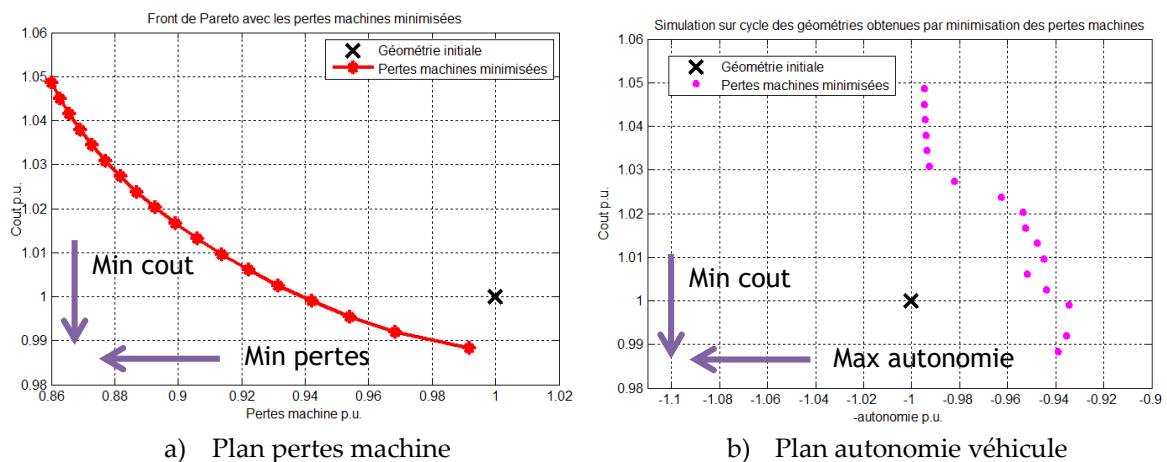 Front de Pareto avec les pertes machines minimisées
1.06
1.05
1.04
1.03
1.02
1.01
1
0.99
0.98
Cout p.u.
Géométrie initiale
Pertes machines minimisées
Min cout
Min pertes
0.86 0.88 0.9 0.92 0.94 0.96 0.98 1 1.02
Pertes machine p.u.
a) Plan pertes machine
Simulation sur cycle des géométries obtenues par minimisation des pertes machines
1.06
1.05
1.04
1.03
1.02
1.01
1
0.99
0.98
Cout p.u.
Géométrie initiale
Pertes machines minimisées
Min cout
Max autonomie
-1.1 -1.08 -1.06 -1.04 -1.02 -1 -0.98 -0.96 -0.94 -0.92 -0.9
-autonomie p.u.
b) Plan autonomie véhicule